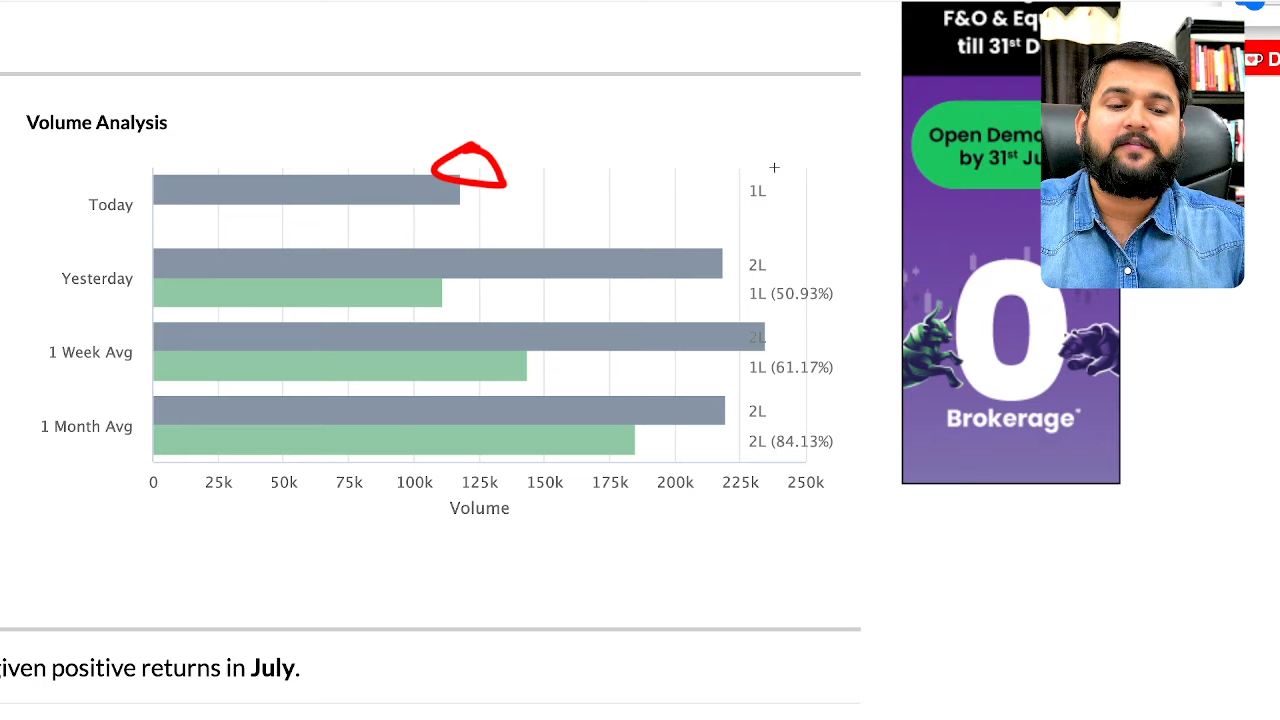 F&O & Equ
till 31st D
D
Volume Analysis
Open Dema
by 31st Ju
Today
1L
Yesterday
2L
1L (50.93%)
1 Week Avg
2L
1L (61.17%)
1 Month Avg
2L
2L (84.13%)
0
Brokerage*
0 25k 50k 75k 100k 125k 150k 175k 200k 225k 250k
Volume
given positive returns in July.